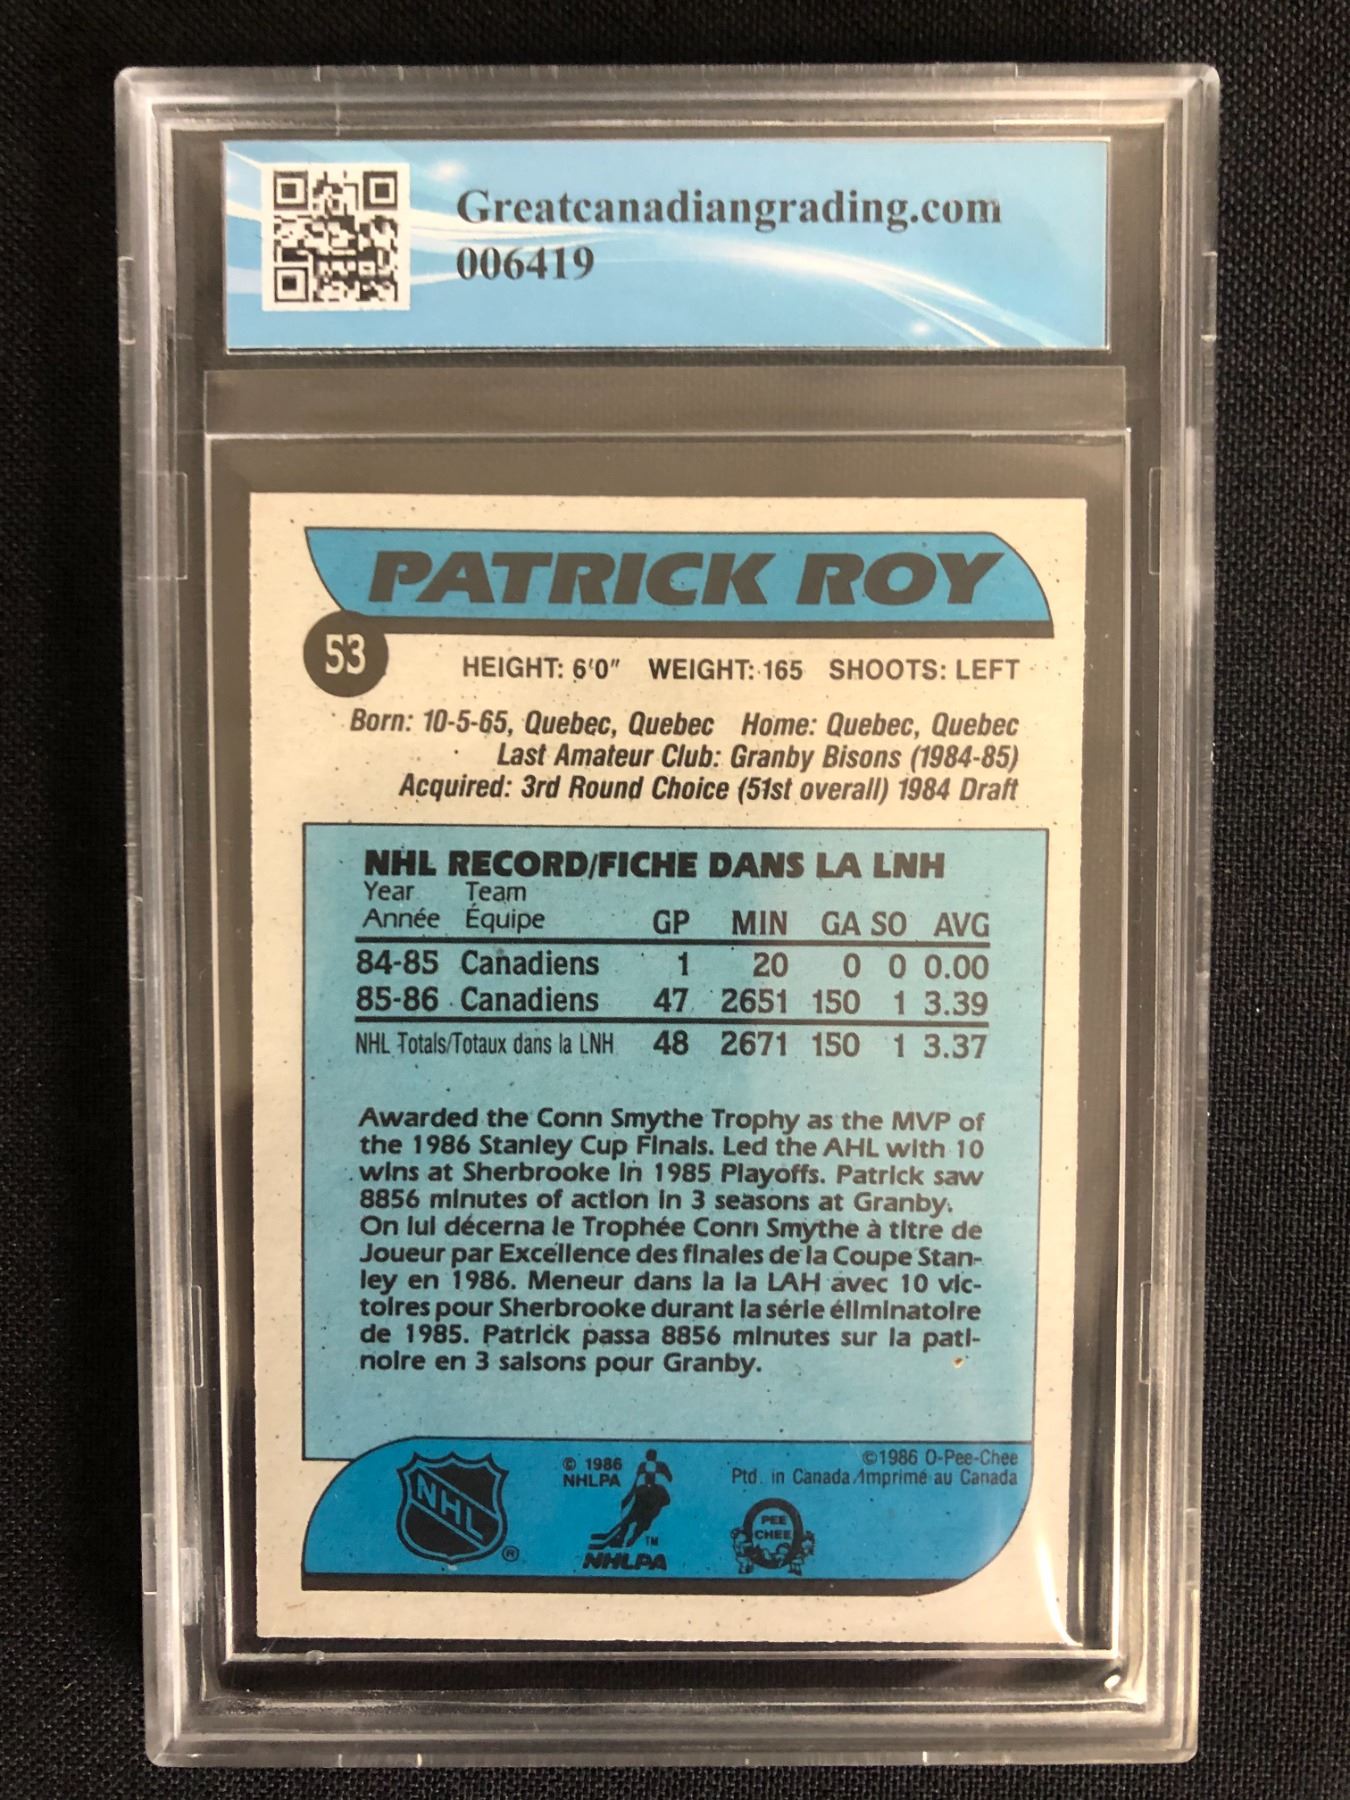 Greatcanadiangrading.com
006419
PATRICK ROY
53
HEIGHT: 6'0" WEIGHT: 165 SHOOTS: LEFT
Born: 10-5-65, Quebec, Quebec Home: Quebec, Quebec
Last Amateur Club: Granby Bisons (1984-85)
Acquired: 3rd Round Choice (51st overall) 1984 Draft
NHL RECORD/FICHE DANS LA LNH
Year Team
Année Équipe GP MIN GA SO AVG
84-85 Canadiens 1 20 0 0 0.00
85-86 Canadiens 47 2651 150 1 3.39
NHL Totals/Totaux dans la LNH 48 2671 150 1 3.37
Awarded the Conn Smythe Trophy as the MVP of
the 1986 Stanley Cup Finals. Led the AHL with 10
wins at Sherbrooke in 1985 Playoffs. Patrick saw
8856 minutes of action in 3 seasons at Granby.
On lui décerna le Trophée Conn Smythe à titre de
Joueur par Excellence des finales de la Coupe Stan-
ley en 1986. Meneur dans la la LAH avec 10 vic-
toires pour Sherbrooke durant la série éliminatoire
de 1985. Patrick passa 8856 minutes sur la pati-
noire en 3 saisons pour Granby.
NHL ®
© 1986
NHLPA
TM
NHLPA
©1986 O-Pee-Chee
Ptd. in Canada/Imprimé au Canada
O PEE
CHEE